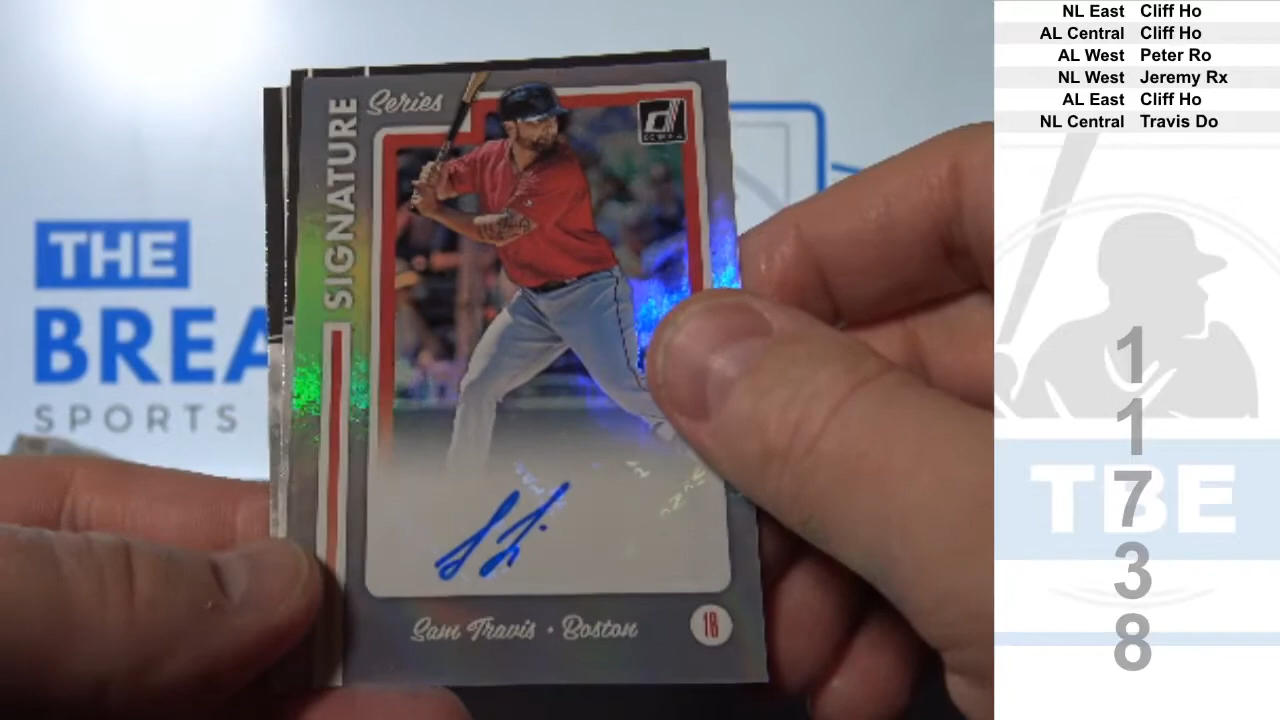 NL East Cliff Ho
AL Central Cliff Ho
AL West Peter Ro
NL West Jeremy Rx
AL East Cliff Ho
NL Central Travis Do
SIGNATURE
Series
THE
BREA
SPORTS
Sam Travis • Boston
1B
TBE
1
1
7
3
8